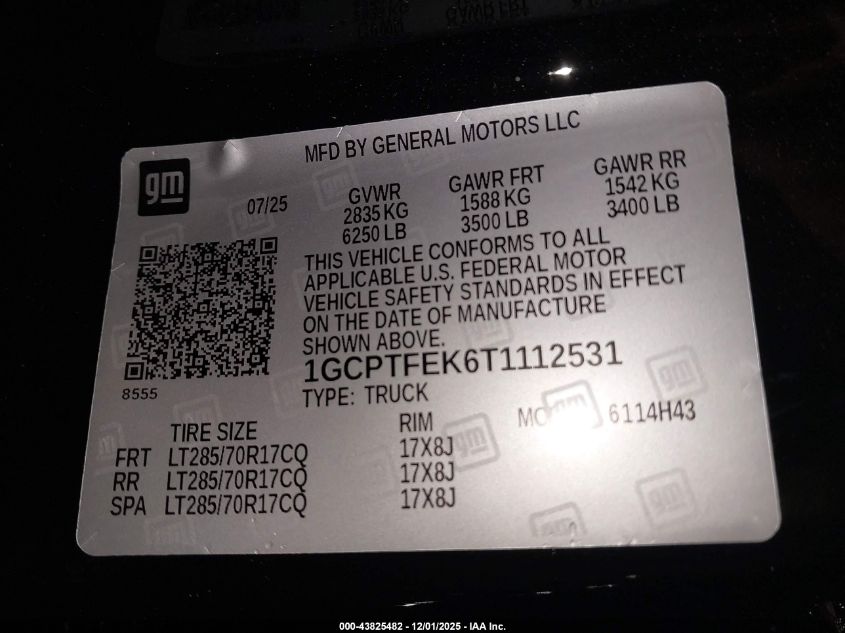 MFD BY GENERAL MOTORS LLC
gm
07/25
GVWR GAWR FRT GAWR RR
2835 KG 1588 KG 1542 KG
6250 LB 3500 LB 3400 LB
THIS VEHICLE CONFORMS TO ALL
APPLICABLE U.S. FEDERAL MOTOR
VEHICLE SAFETY STANDARDS IN EFFECT
ON THE DATE OF MANUFACTURE
SHOWN ABOVE.
1GCPTFEK6T1112531
8555
TYPE: TRUCK
TIRE SIZE RIM 6114H43
FRT LT285/70R17CQ 17X8J
RR LT285/70R17CQ 17X8J
SPA LT285/70R17CQ 17X8J
000-43825482 - 12/01/2025 - IAA Inc.